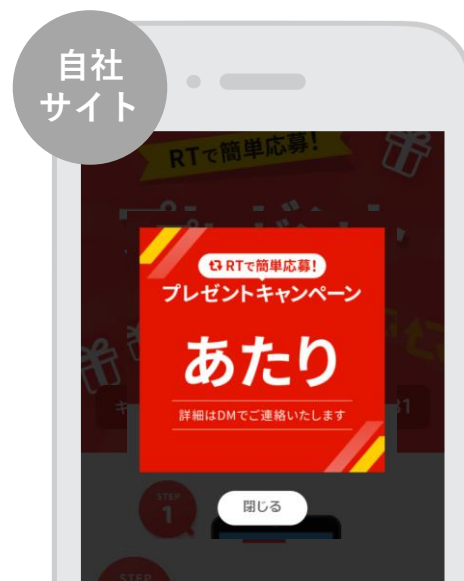 自社
サイト
RTで簡単応募!
RTで簡単応募!
プレゼントキャンペーン
あたり
詳細はDMでご連絡いたします
STEP
1
閉じる
STEP